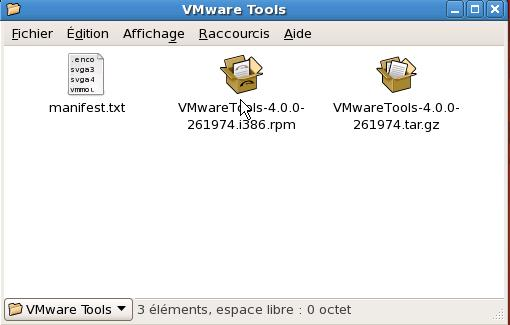 VMware Tools
Fichier Édition Affichage Raccourcis Aide
.enco
svga3
svga4
vmmou
manifest.txt
VMwareTools-4.0.0-
261974.i386.rpm
VMwareTools-4.0.0-
261974.tar.gz
VMware Tools
3 éléments, espace libre : 0 octet